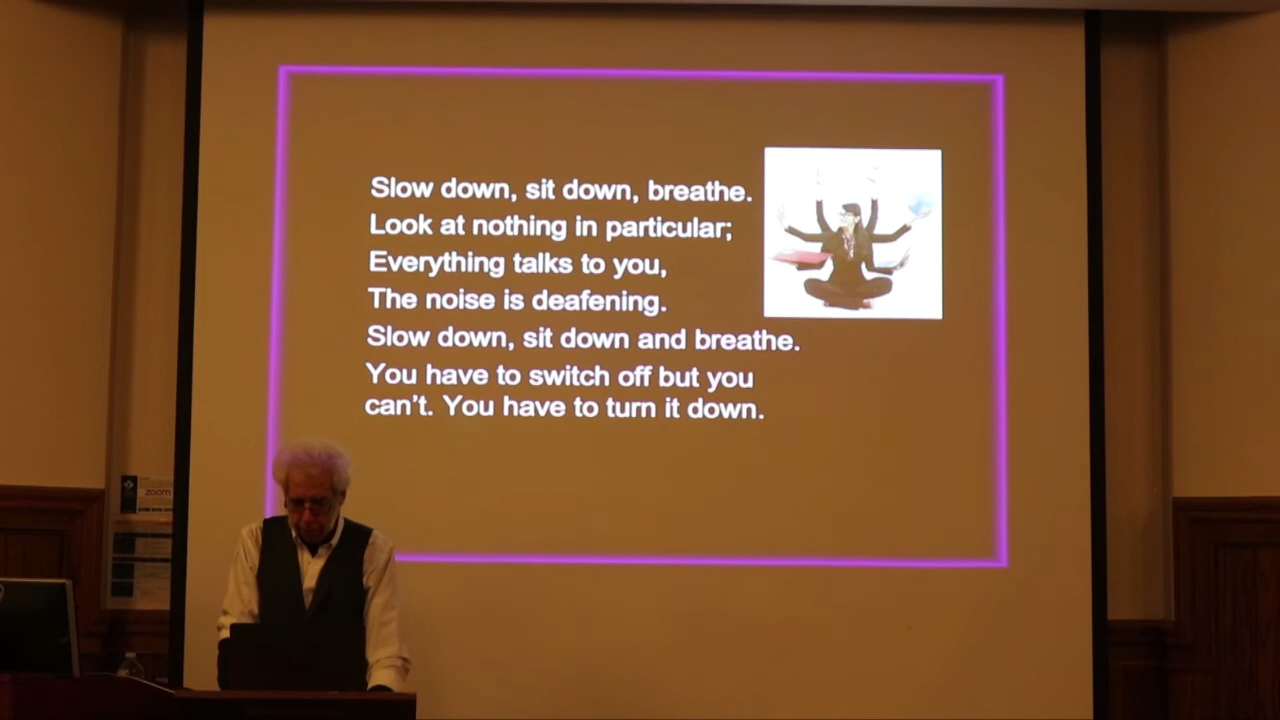 Slow down, sit down, breathe.
Look at nothing in particular;
Everything talks to you,
The noise is deafening.
Slow down, sit down and breathe.
You have to switch off but you
can’t. You have to turn it down.
zoom